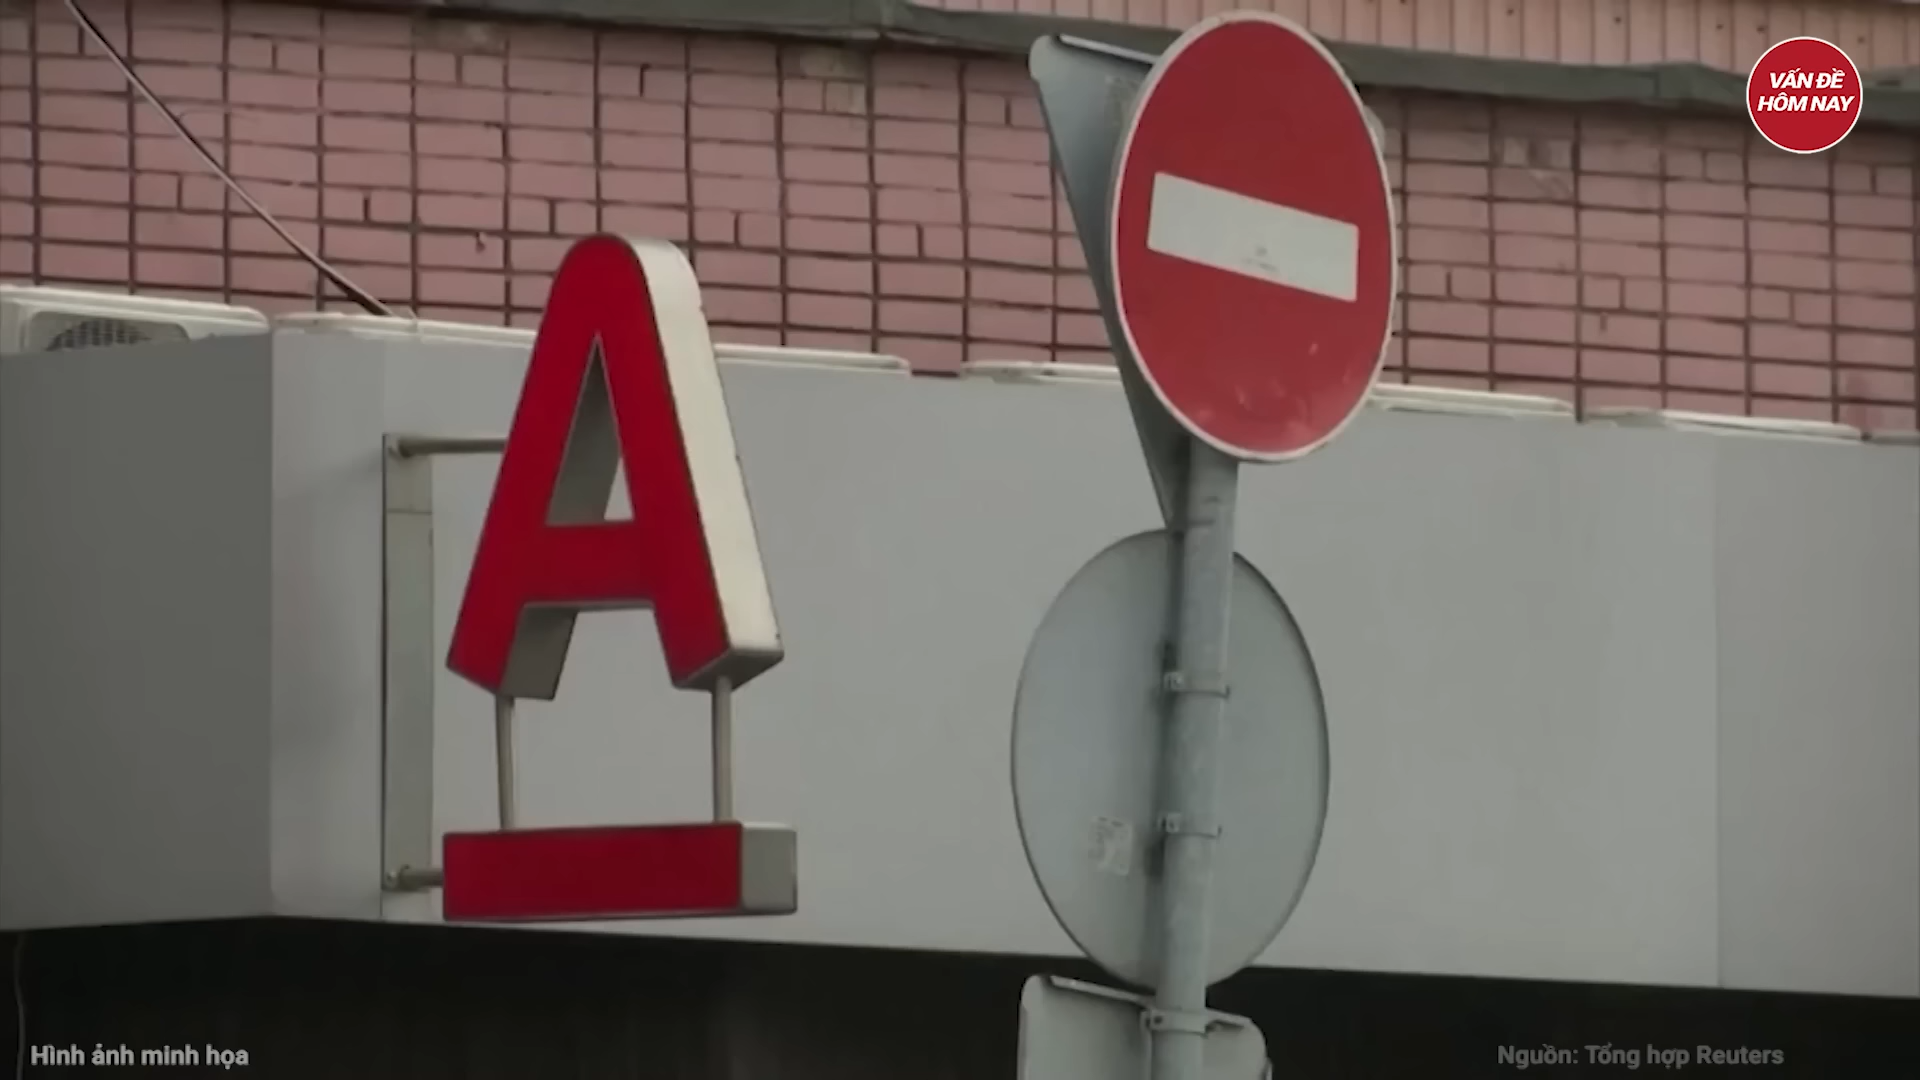 VẤN ĐỀ
HÔM NAY
A
Hình ảnh minh họa
Nguồn: Tổng hợp Reuters